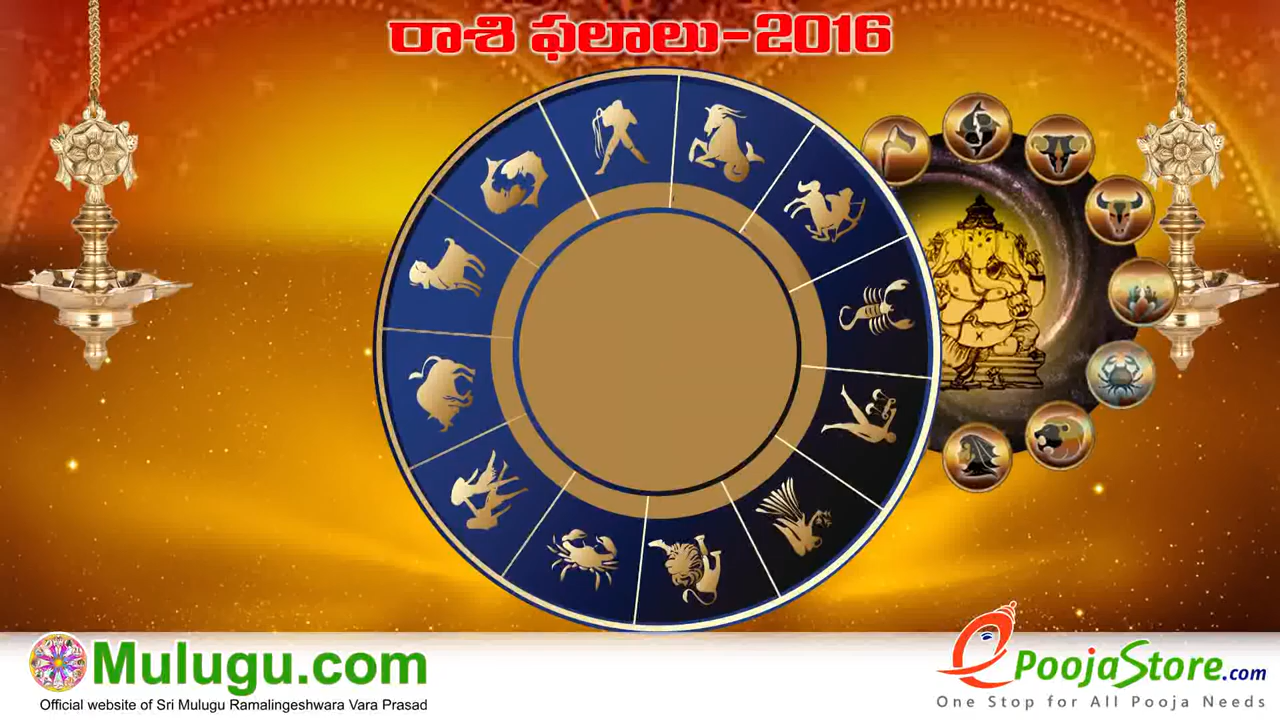 రాశి ఫలాలు-2016
Mulugu.com
Official website of Sri Mulugu Ramalingeshwara Vara Prasad
ePoojaStore.com
One Stop for All Pooja Needs